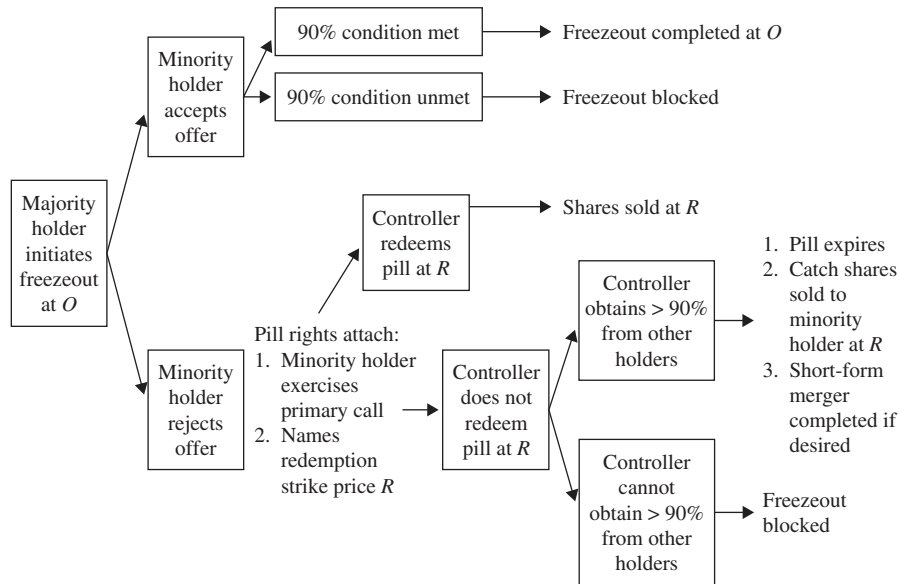 Majority
holder
initiates
freezeout
at O
Minority
holder
accepts
offer
90% condition met
Freezeout completed at O
90% condition unmet
Freezeout blocked
Minority
holder
rejects
offer
Pill rights attach:
1. Minority holder
exercises
primary call
2. Names
redemption
strike price R
Controller
redeems
pill at R
Shares sold at R
Controller
does not
redeem
pill at R
Controller
obtains > 90%
from other
holders
1. Pill expires
2. Catch shares
sold to
minority
holder at R
3. Short-form
merger
completed if
desired
Controller
cannot
obtain > 90%
from other
holders
Freezeout
blocked